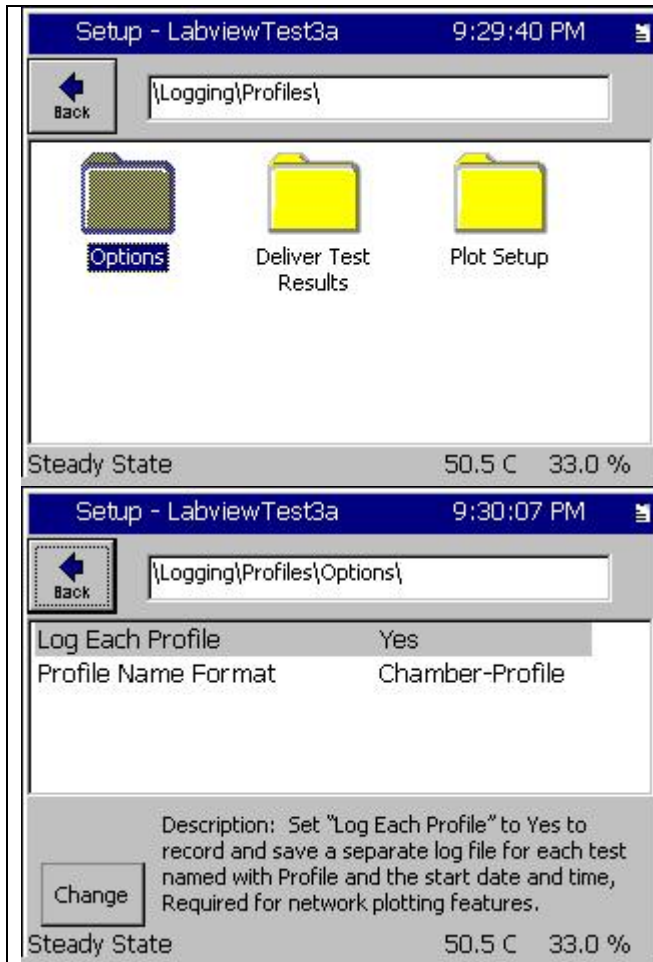 Setup - LabviewTest3a 9:29:40 PM
Back
\Logging\Profiles\
Options
Deliver Test
Results
Plot Setup
Steady State 50.5 C 33.0 %
Setup - LabviewTest3a 9:30:07 PM
Back
\Logging\Profiles\Options\
Log Each Profile Yes
Profile Name Format Chamber-Profile
Description: Set "Log Each Profile" to Yes to
record and save a separate log file for each test
named with Profile and the start date and time,
Required for network plotting features.
Change
Steady State 50.5 C 33.0 %